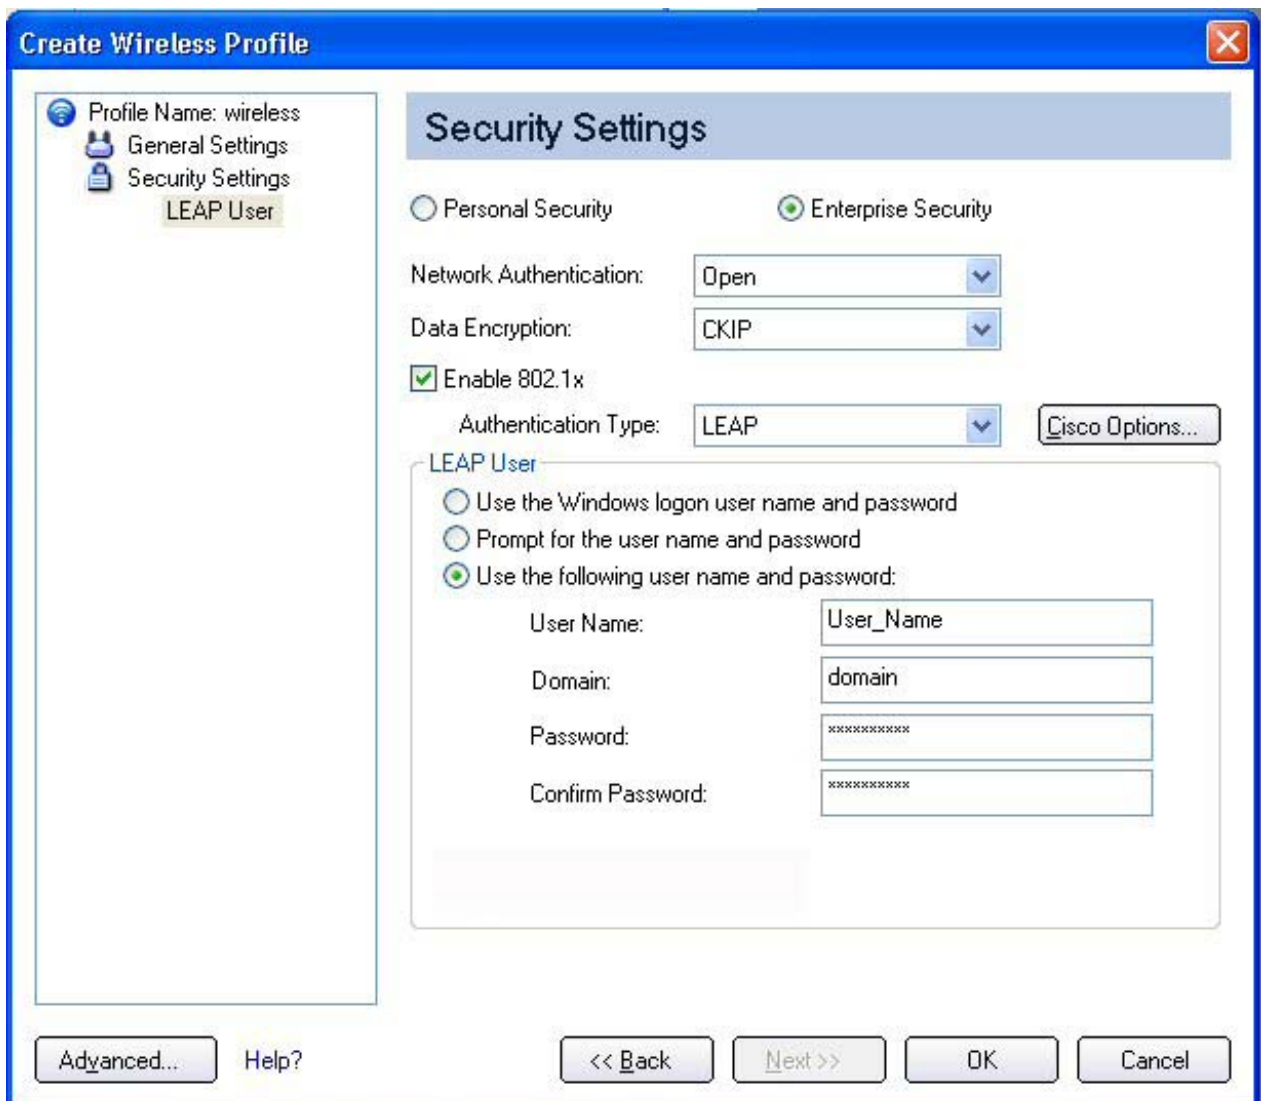 Create Wireless Profile
Profile Name: wireless
General Settings
Security Settings
LEAP User
Security Settings
Personal Security
Enterprise Security
Network Authentication:
Open
Data Encryption:
CKIP
Enable 802.1x
Authentication Type:
LEAP
Cisco Options...
LEAP User
Use the Windows logon user name and password
Prompt for the user name and password
Use the following user name and password:
User Name:
User_Name
Domain:
domain
Password:
**********
Confirm Password:
**********
Advanced...
Help?
<< Back
Next >>
OK
Cancel